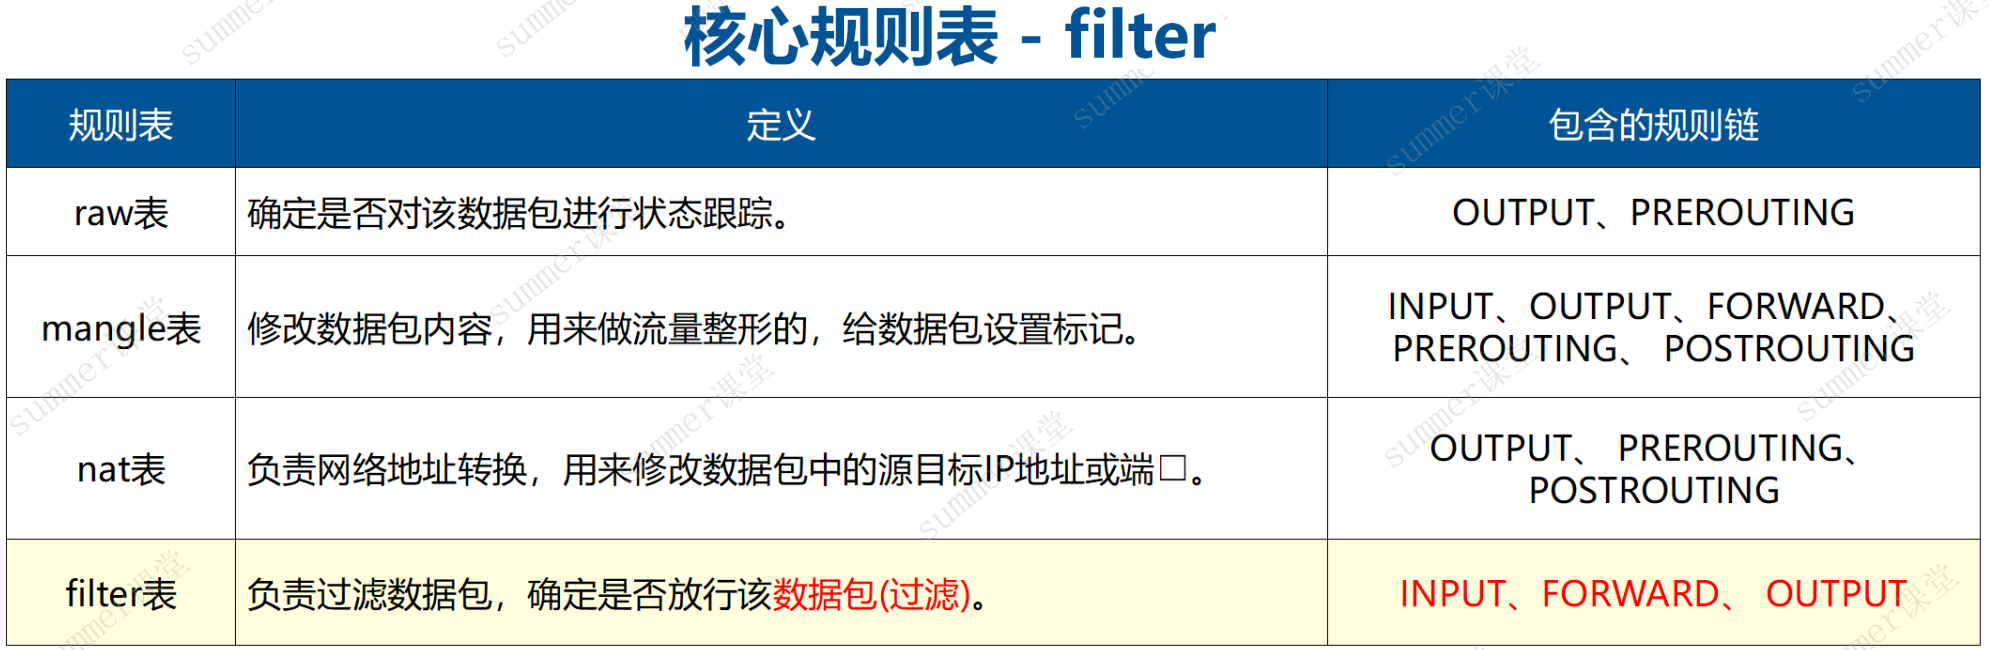 核心规则表 - filter
规则表 定义 包含的规则链
raw表 确定是否对该数据包进行状态跟踪。 OUTPUT、PREROUTING
mangle表 修改数据包内容，用来做流量整形的，给数据包设置标记。 INPUT、OUTPUT、FORWARD、
PREROUTING、 POSTROUTING
nat表 负责网络地址转换，用来修改数据包中的源目标IP地址或端口。 OUTPUT、 PREROUTING、
POSTROUTING
filter表 负责过滤数据包，确定是否放行该数据包(过滤)。 INPUT、FORWARD、 OUTPUT
summer课堂